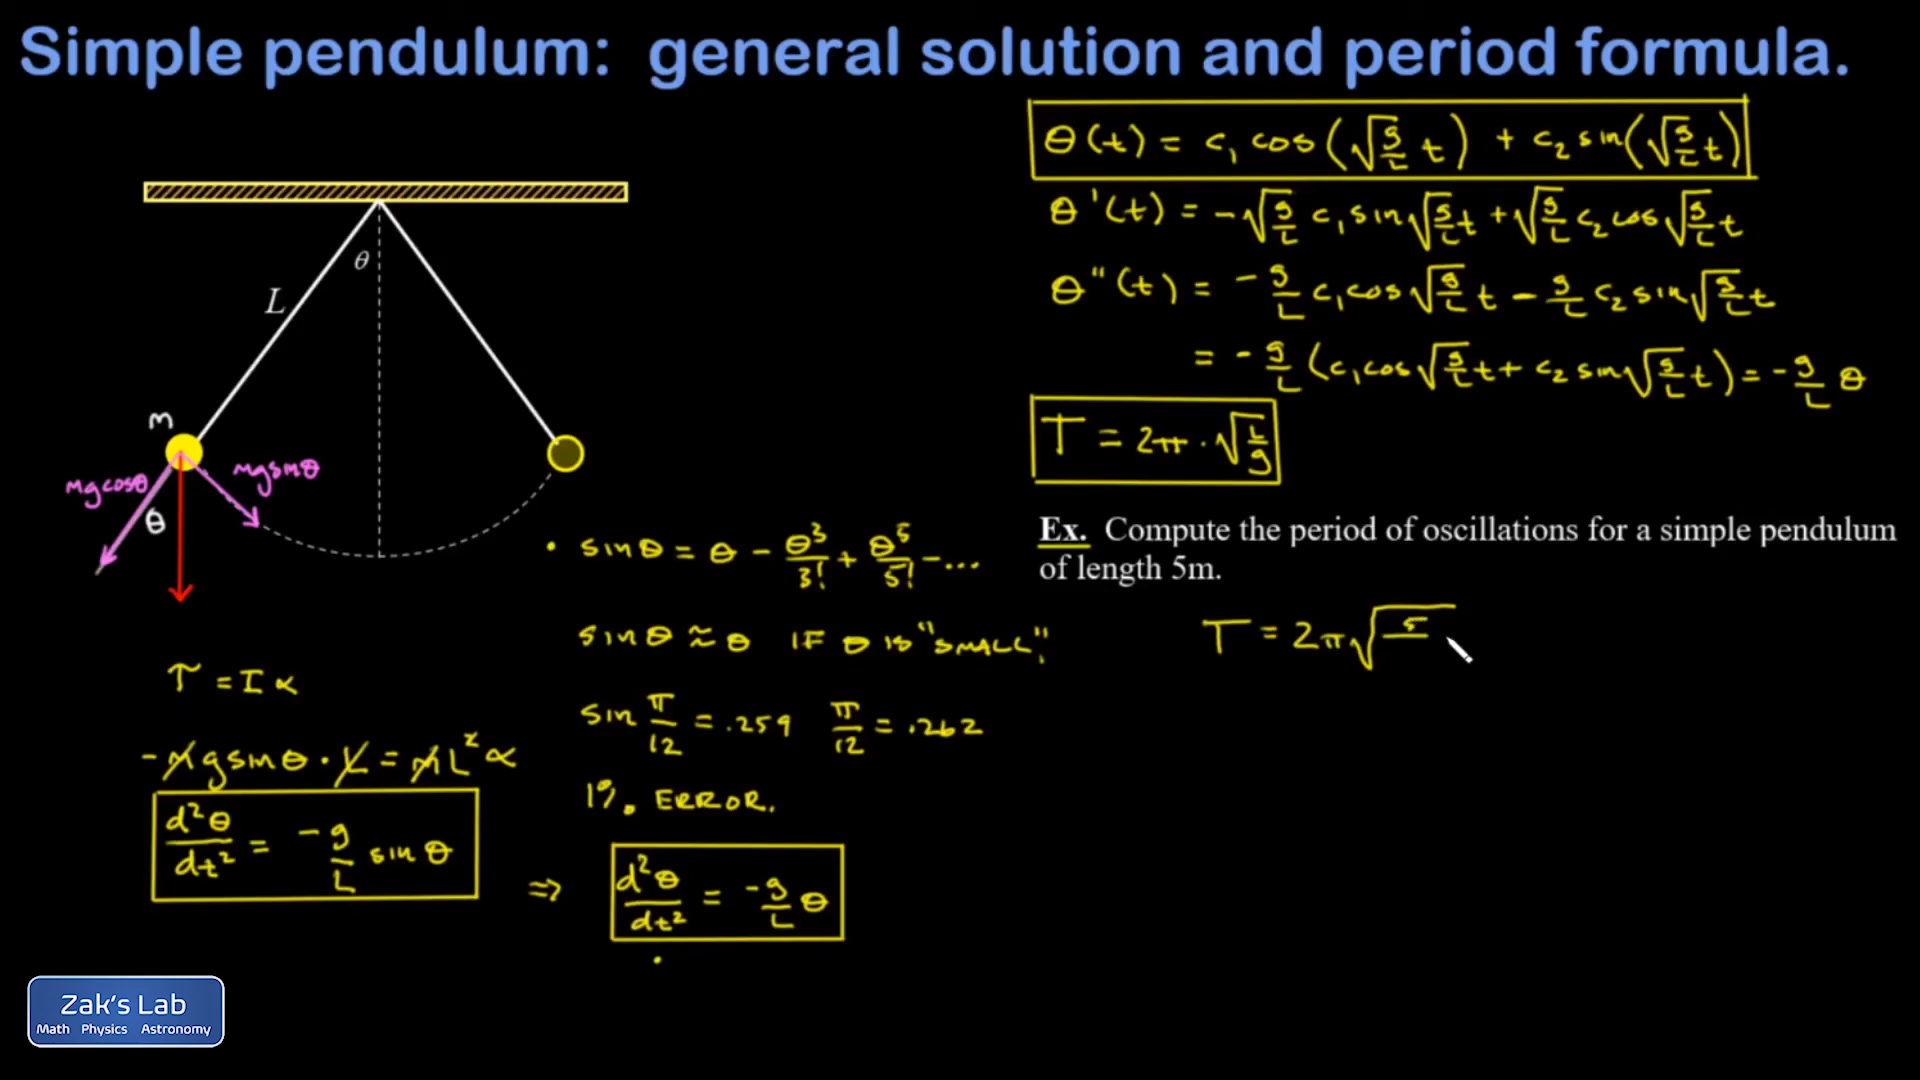 Simple pendulum: general solution and period formula.
θ
L
m
mg cosθ
mg sinθ
θ
τ = I α
-mg sinθ · L = mL² α
d²θ/dt² = -g/L sin θ
⇒
• sin θ = θ - θ³/3! + θ⁵/5! - ...
sin θ ≈ θ IF θ IS "SMALL".
sin π/12 = .259 π/12 = .262
1% ERROR.
d²θ/dt² = -g/L θ
θ(t) = c₁ cos(√(g/L) t) + c₂ sin(√(g/L) t)
θ'(t) = -√(g/L) c₁ sin √(g/L) t + √(g/L) c₂ cos √(g/L) t
θ"(t) = -g/L c₁ cos √(g/L) t - g/L c₂ sin √(g/L) t
= -g/L (c₁ cos √(g/L) t + c₂ sin √(g/L) t) = -g/L θ
T = 2π · √(L/g)
Ex. Compute the period of oscillations for a simple pendulum
of length 5m.
T = 2π √(5/
Zak's Lab
Math Physics Astronomy